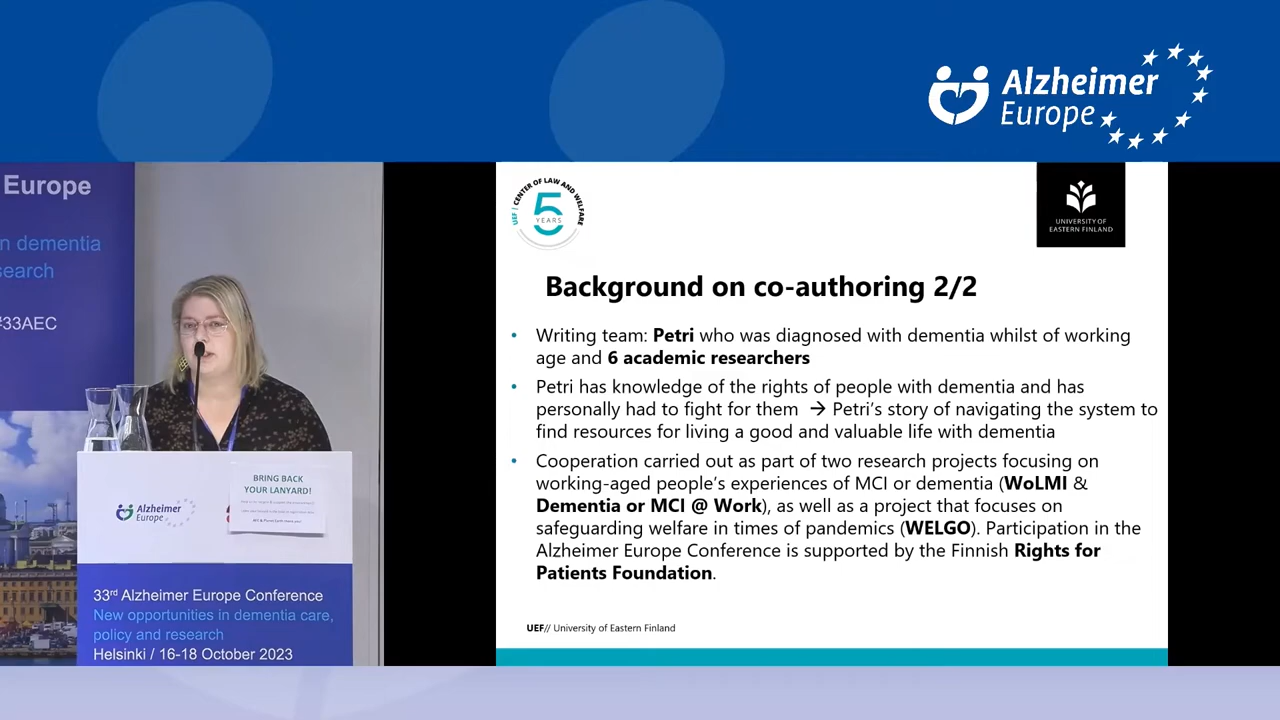 Alzheimer
Europe
Europe
n dementia
search
#33AEC
BRING BACK
YOUR LANYARD!
Alzheimer
Europe
33rd Alzheimer Europe Conference
New opportunities in dementia care,
policy and research
Helsinki / 16-18 October 2023
UEF | CENTER OF LAW AND WELFARE
5
YEARS
UNIVERSITY OF
EASTERN FINLAND
Background on co-authoring 2/2
• Writing team: Petri who was diagnosed with dementia whilst of working
age and 6 academic researchers
• Petri has knowledge of the rights of people with dementia and has
personally had to fight for them → Petri’s story of navigating the system to
find resources for living a good and valuable life with dementia
• Cooperation carried out as part of two research projects focusing on
working-aged people’s experiences of MCI or dementia (WoLMI &
Dementia or MCI @ Work), as well as a project that focuses on
safeguarding welfare in times of pandemics (WELGO). Participation in the
Alzheimer Europe Conference is supported by the Finnish Rights for
Patients Foundation.
UEF// University of Eastern Finland